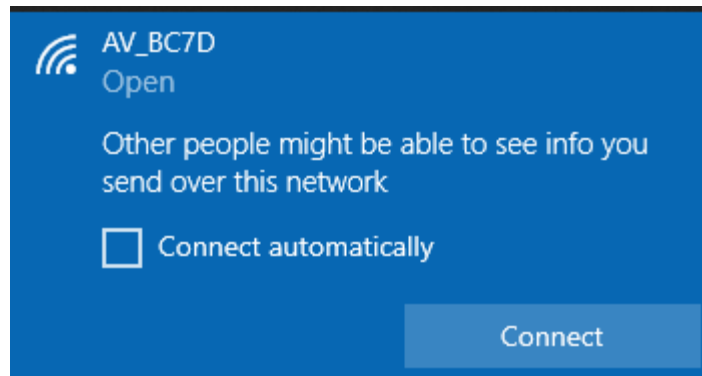 AV_BC7D
Open
Other people might be able to see info you
send over this network
Connect automatically
Connect